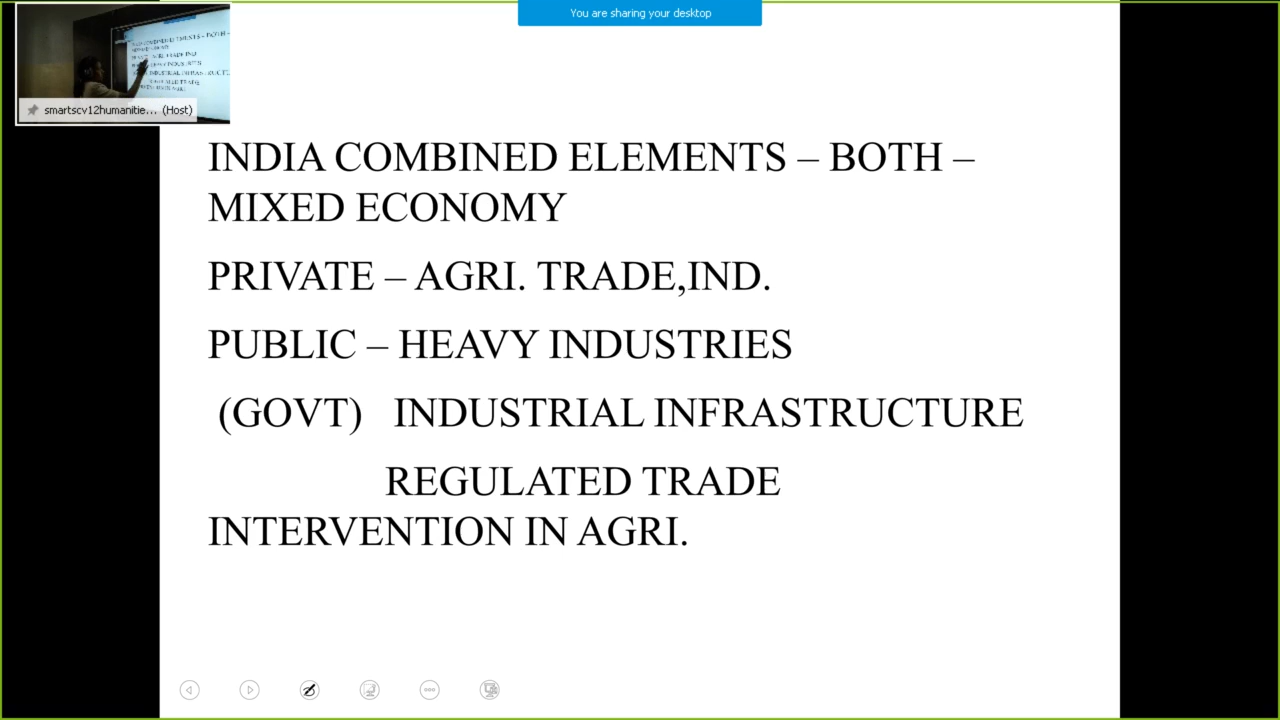 You are sharing your desktop
smartscv12humanitie... (Host)
INDIA COMBINED ELEMENTS – BOTH –
MIXED ECONOMY
PRIVATE – AGRI. TRADE,IND.
PUBLIC – HEAVY INDUSTRIES
(GOVT) INDUSTRIAL INFRASTRUCTURE
REGULATED TRADE
INTERVENTION IN AGRI.